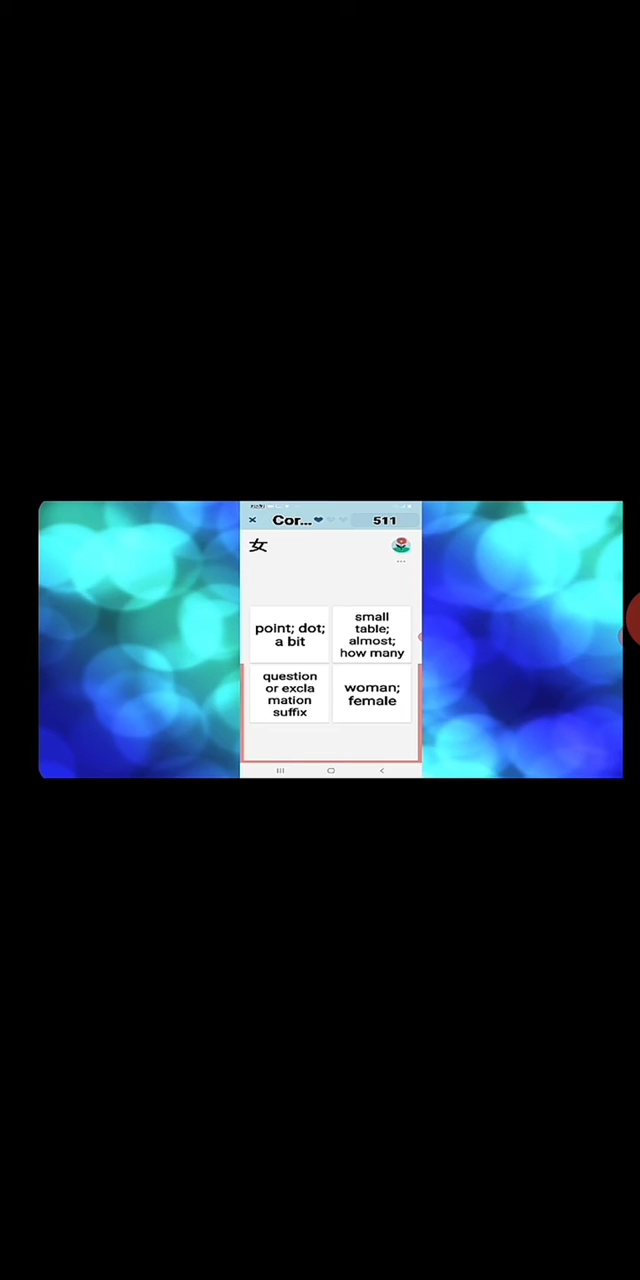 Cor...
511
女
...
point; dot;
a bit
small
table;
almost;
how many
question
or excla
mation
suffix
woman;
female